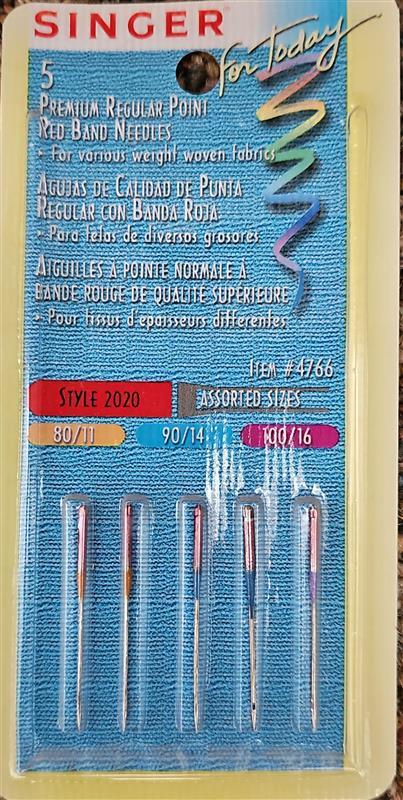 SINGER®
For Today
5
PREMIUM REGULAR POINT
RED BAND NEEDLES
• For various weight woven fabrics
AGUJAS DE CALIDAD DE PUNTA
REGULAR CON BANDA ROJA
• Para telas de diversos grosores
AIGUILLES À POINTE NORMALE À
BANDE ROUGE DE QUALITÉ SUPÉRIEURE
• Pour tissus d'épaisseurs différentes
ITEM #4766
STYLE 2020 ASSORTED SIZES
80/11 90/14 100/16